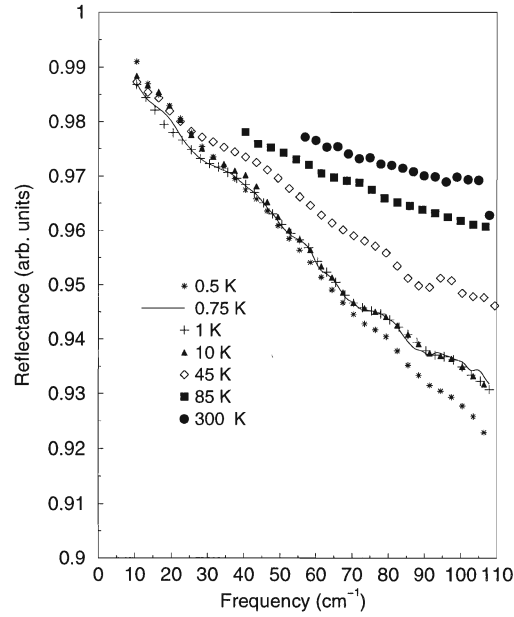 1
0.99
0.98
0.97
0.96
0.95
0.94
0.93
0.92
0.91
0.9
Reflectance (arb. units)
0.5 K
0.75 K
1 K
10 K
45 K
85 K
300 K
0 10 20 30 40 50 60 70 80 90 100 110
Frequency (cm⁻¹)